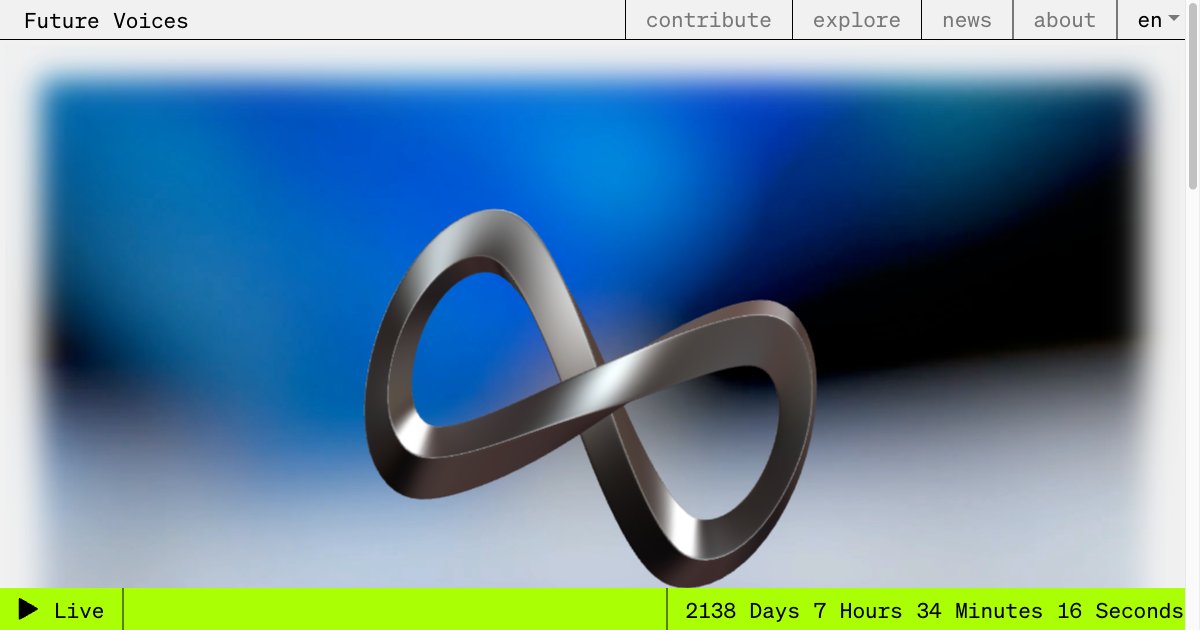 Future Voices
contribute
explore
news
about
en
Live
2138 Days 7 Hours 34 Minutes 16 Seconds